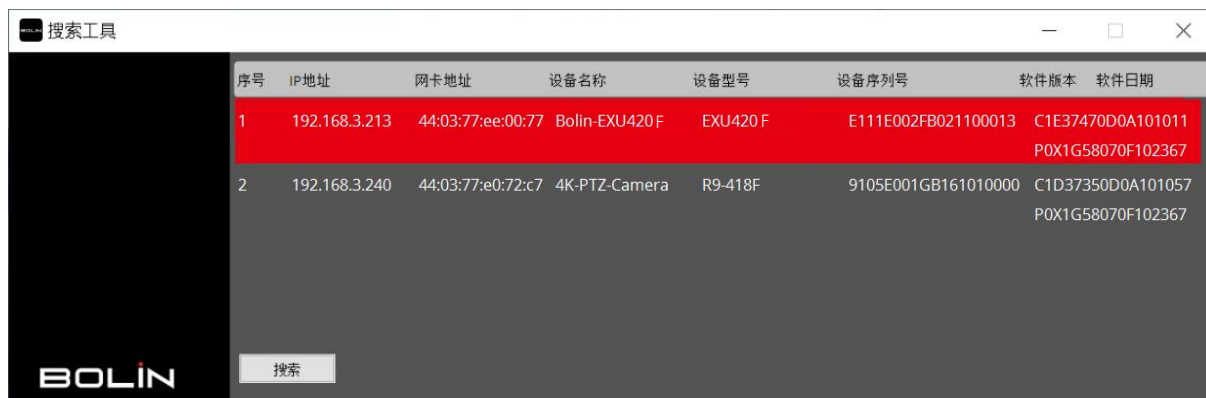 搜索工具
序号 IP地址 网卡地址 设备名称 设备型号 设备序列号 软件版本 软件日期
1 192.168.3.213 44:03:77:ee:00:77 Bolin-EXU420 F EXU420 F E111E002FB021100013 C1E37470D0A101011
P0X1G58070F102367
2 192.168.3.240 44:03:77:e0:72:c7 4K-PTZ-Camera R9-418F 9105E001GB161010000 C1D37350D0A101057
P0X1G58070F102367
搜索
BOLIN